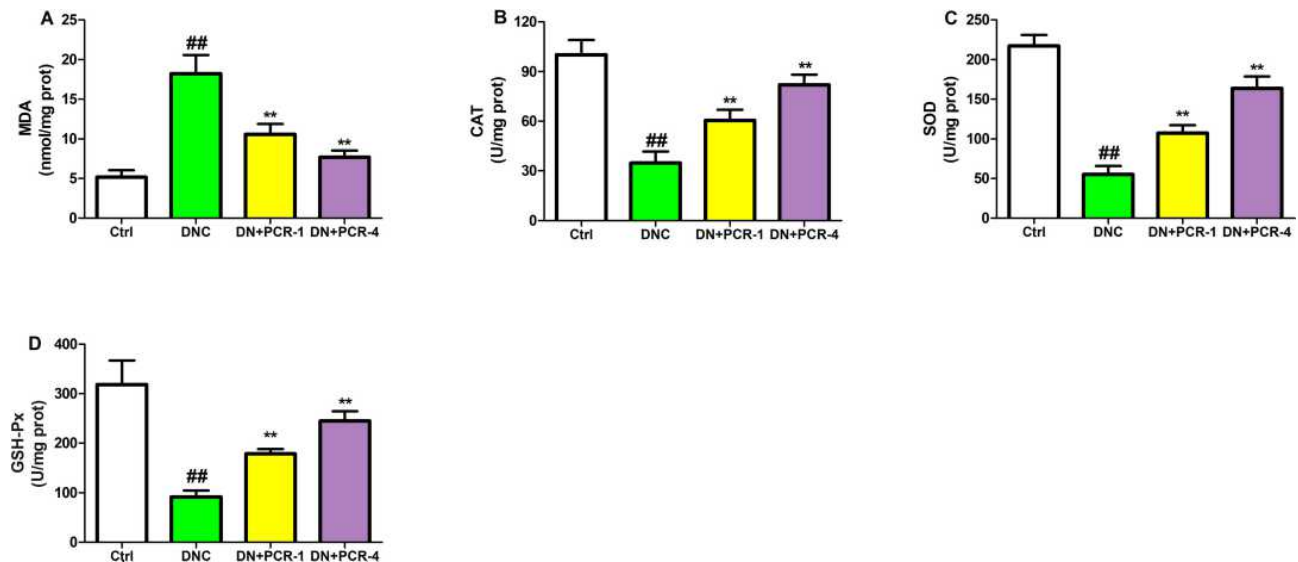 A
MDA
(nmol/mg prot)
25
20
15
10
5
0
##
**
**
Ctrl DNC DN+PCR-1 DN+PCR-4
B
CAT
(U/mg prot)
120
90
60
30
0
##
**
**
Ctrl DNC DN+PCR-1 DN+PCR-4
C
SOD
(U/mg prot)
250
200
150
100
50
0
##
**
**
Ctrl DNC DN+PCR-1 DN+PCR-4
D
GSH-Px
(U/mg prot)
400
300
200
100
0
##
**
**
Ctrl DNC DN+PCR-1 DN+PCR-4